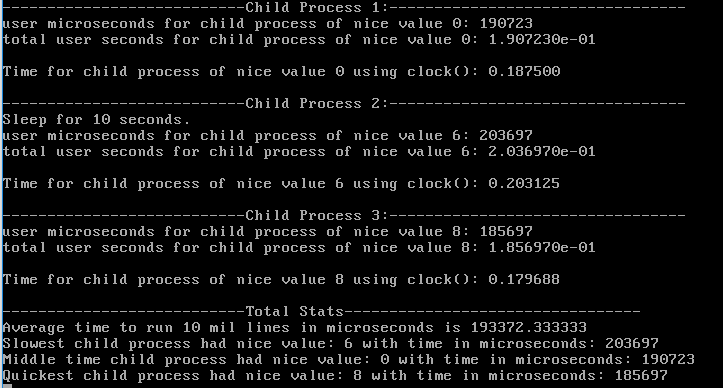 ---------------------------Child Process 1:---------------------------------
user microseconds for child process of nice value 0: 190723
total user seconds for child process of nice value 0: 1.907230e-01
Time for child process of nice value 0 using clock(): 0.187500
---------------------------Child Process 2:---------------------------------
Sleep for 10 seconds.
user microseconds for child process of nice value 6: 203697
total user seconds for child process of nice value 6: 2.036970e-01
Time for child process of nice value 6 using clock(): 0.203125
---------------------------Child Process 3:---------------------------------
user microseconds for child process of nice value 8: 185697
total user seconds for child process of nice value 8: 1.856970e-01
Time for child process of nice value 8 using clock(): 0.179688
---------------------------Total Stats---------------------------------
Average time to run 10 mil lines in microseconds is 193372.333333
Slowest child process had nice value: 6 with time in microseconds: 203697
Middle time child process had nice value: 0 with time in microseconds: 190723
Quickest child process had nice value: 8 with time in microseconds: 185697